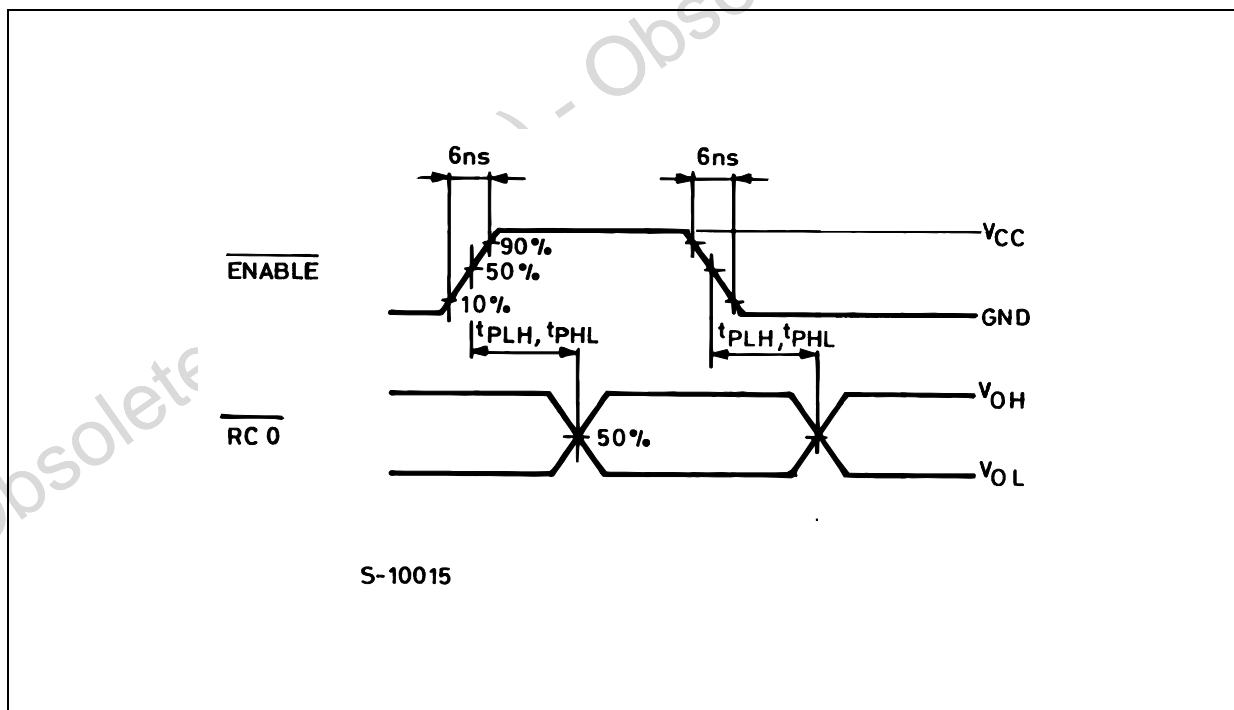 - Obso
6ns 6ns
90% VCC
ENABLE 50%
10% GND
tPLH, tPHL tPLH, tPHL
VOH
RC 0 50%
VOL
S-10015
Obsolete